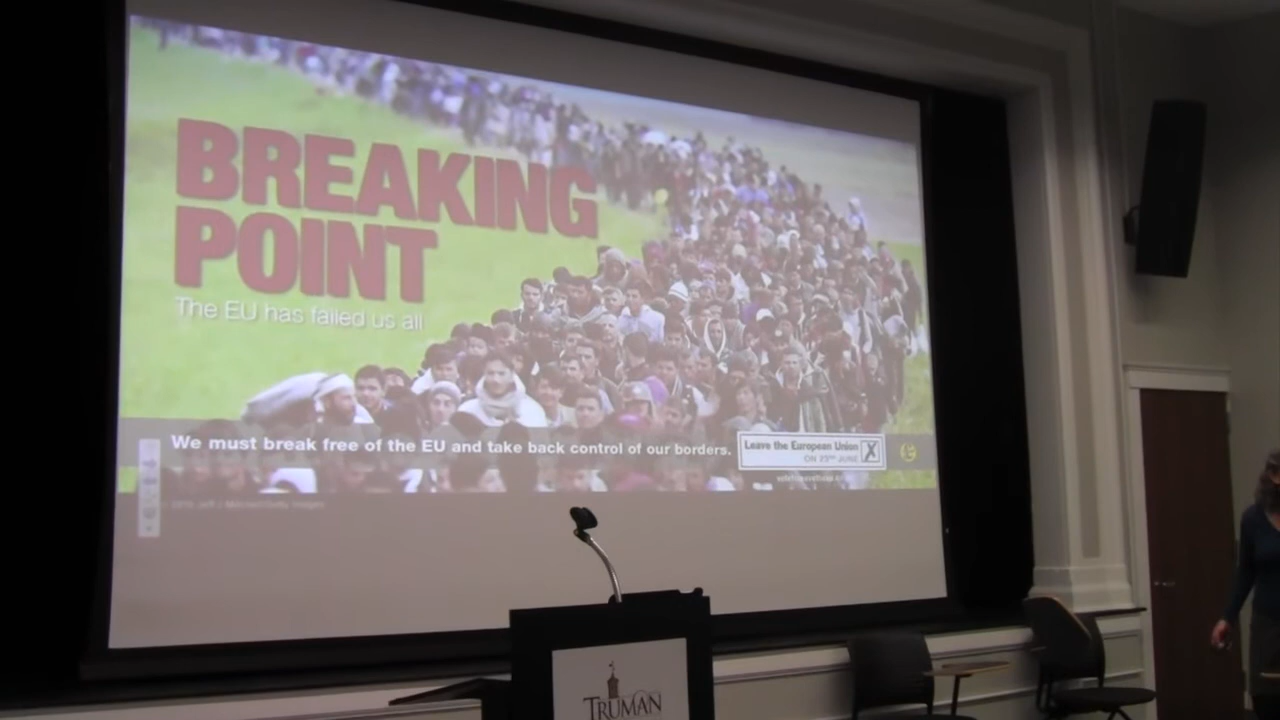 BREAKING
POINT
The EU has failed us all
We must break free of the EU and take back control of our borders.
Leave the European Union
ON 23RD JUNE
X
TRUMAN